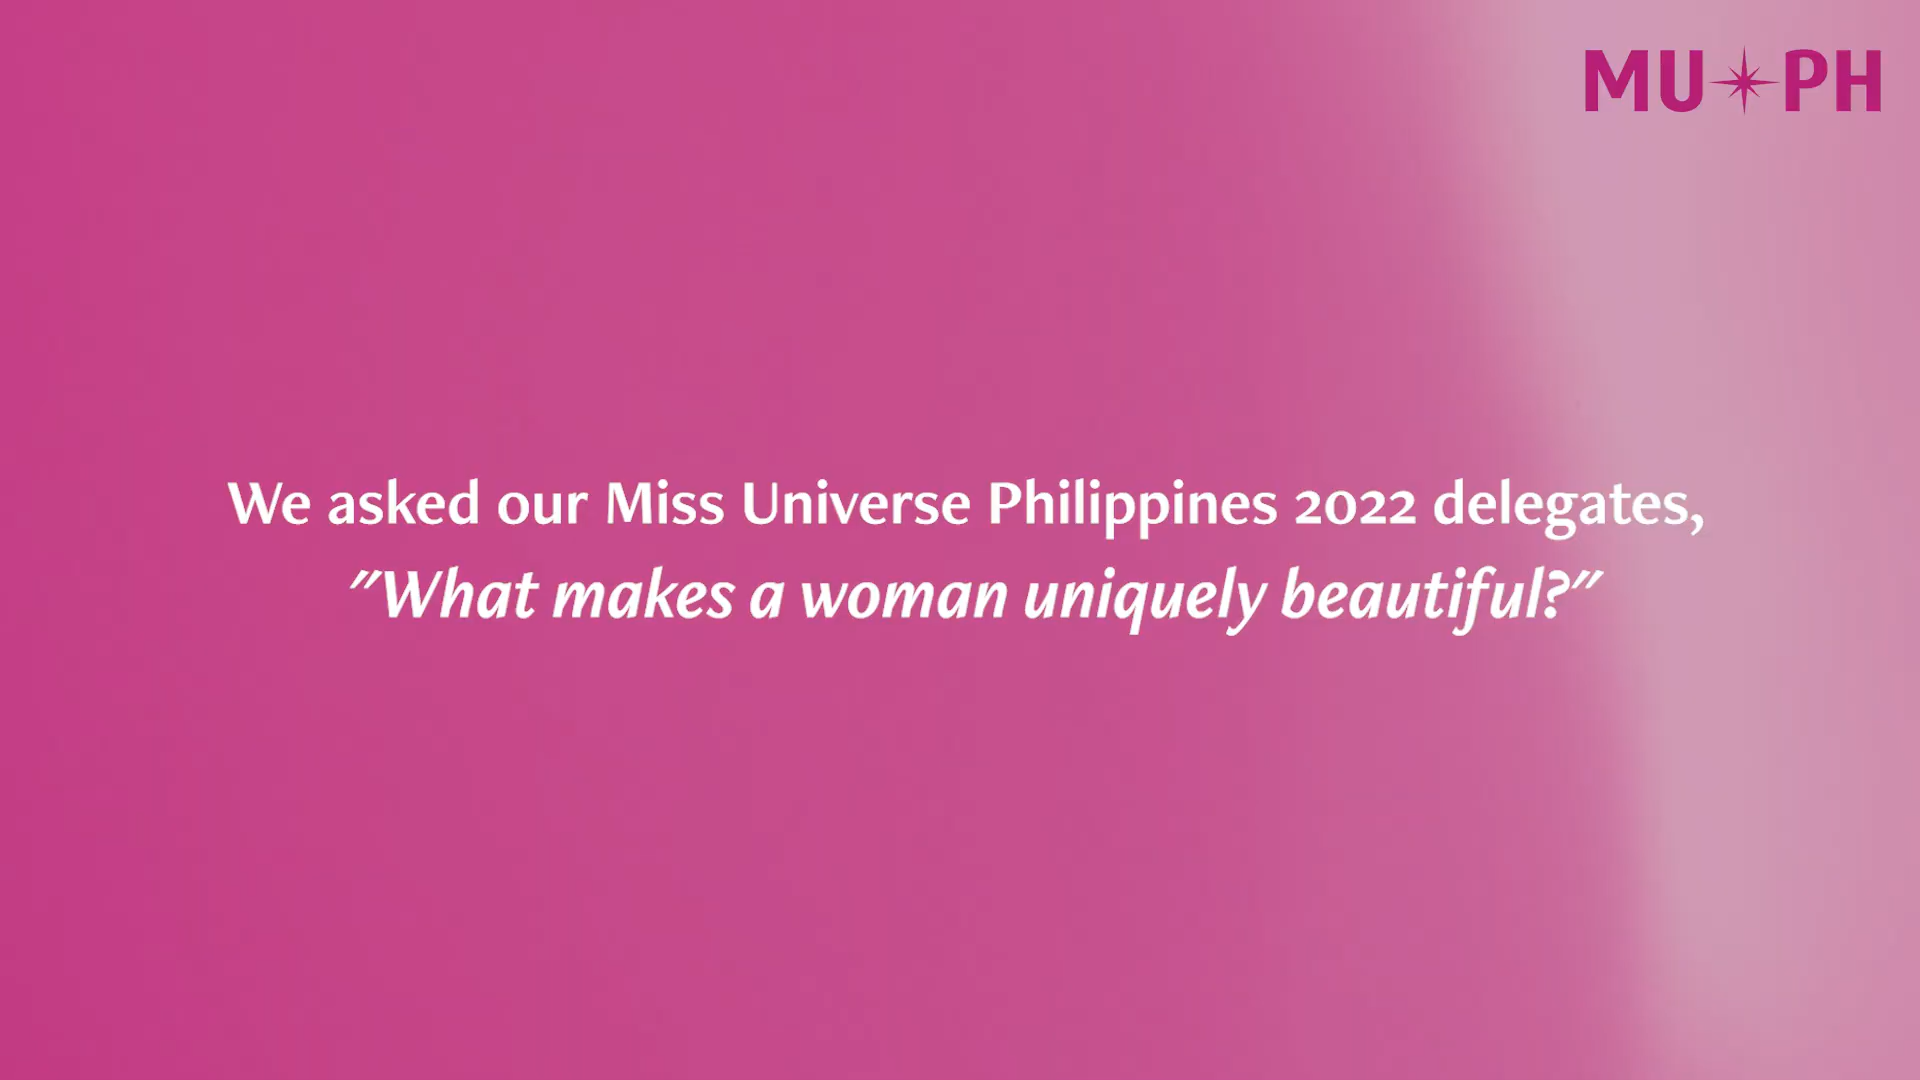 MU PH
We asked our Miss Universe Philippines 2022 delegates,
"What makes a woman uniquely beautiful?"